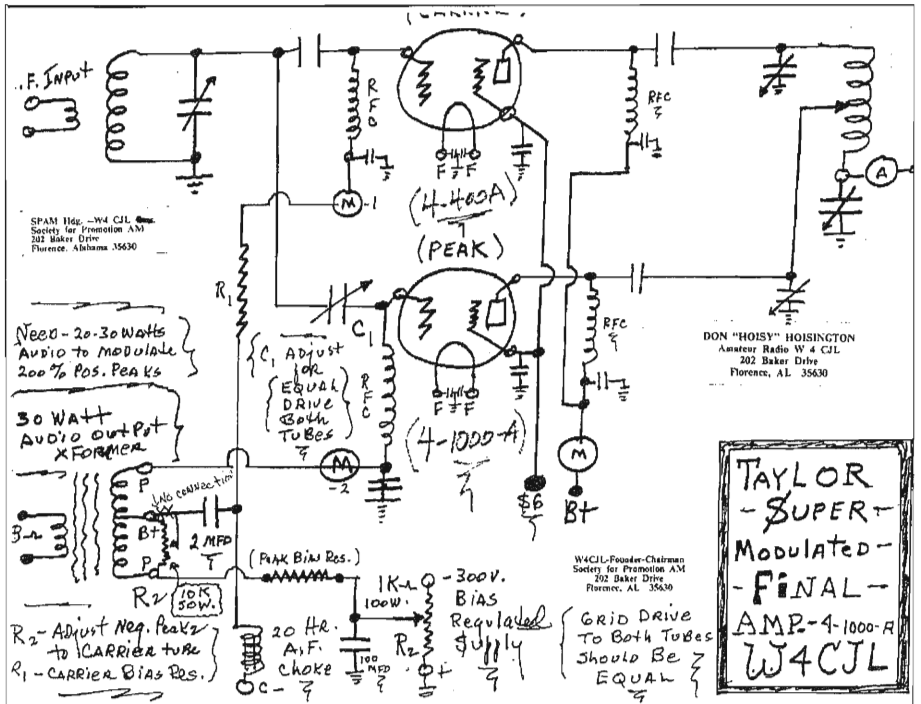 .F. INPUT
RFC
RFC
F F
M -1
(4-400A)
(PEAK)
A
SPAM Hdq. -W4 CJL
Society for Promotion AM
202 Baker Drive
Florence, Alabama 35630
R1
C1
NEED - 20-30 WATTS
AUDIO TO MODULATE
200% POS. PEAKS
C1 ADJUST
FOR
EQUAL
DRIVE
BOTH
TUBES
RFC
F F
RFC
DON "HOISY" HOISINGTON
Amateur Radio W 4 CJL
202 Baker Drive
Florence, AL 35630
(4-1000-A)
30 WATT
AUDIO OUTPUT
XFORMER
M
-2
M
B+
P
NO CONNECTION
B+
P
2 MFD
R2
10K
50W.
(PEAK BIAS RES.)
1K
100W.
R2
100
MFD
-300V.
BIAS
REGULATED
SUPPLY
+
R2 - ADJUST NEG. PEAKS
TO CARRIER TUBE
R1 - CARRIER BIAS RES.
20 HR.
A.F.
CHOKE
C-
W4CJL-Founder-Chairman
Society for Promotion AM
202 Baker Drive
Florence, AL 35630
GRID DRIVE
TO BOTH TUBES
SHOULD BE
EQUAL
TAYLOR
- SUPER -
MODULATED -
- FINAL -
AMP.-4-1000-A
W4CJL